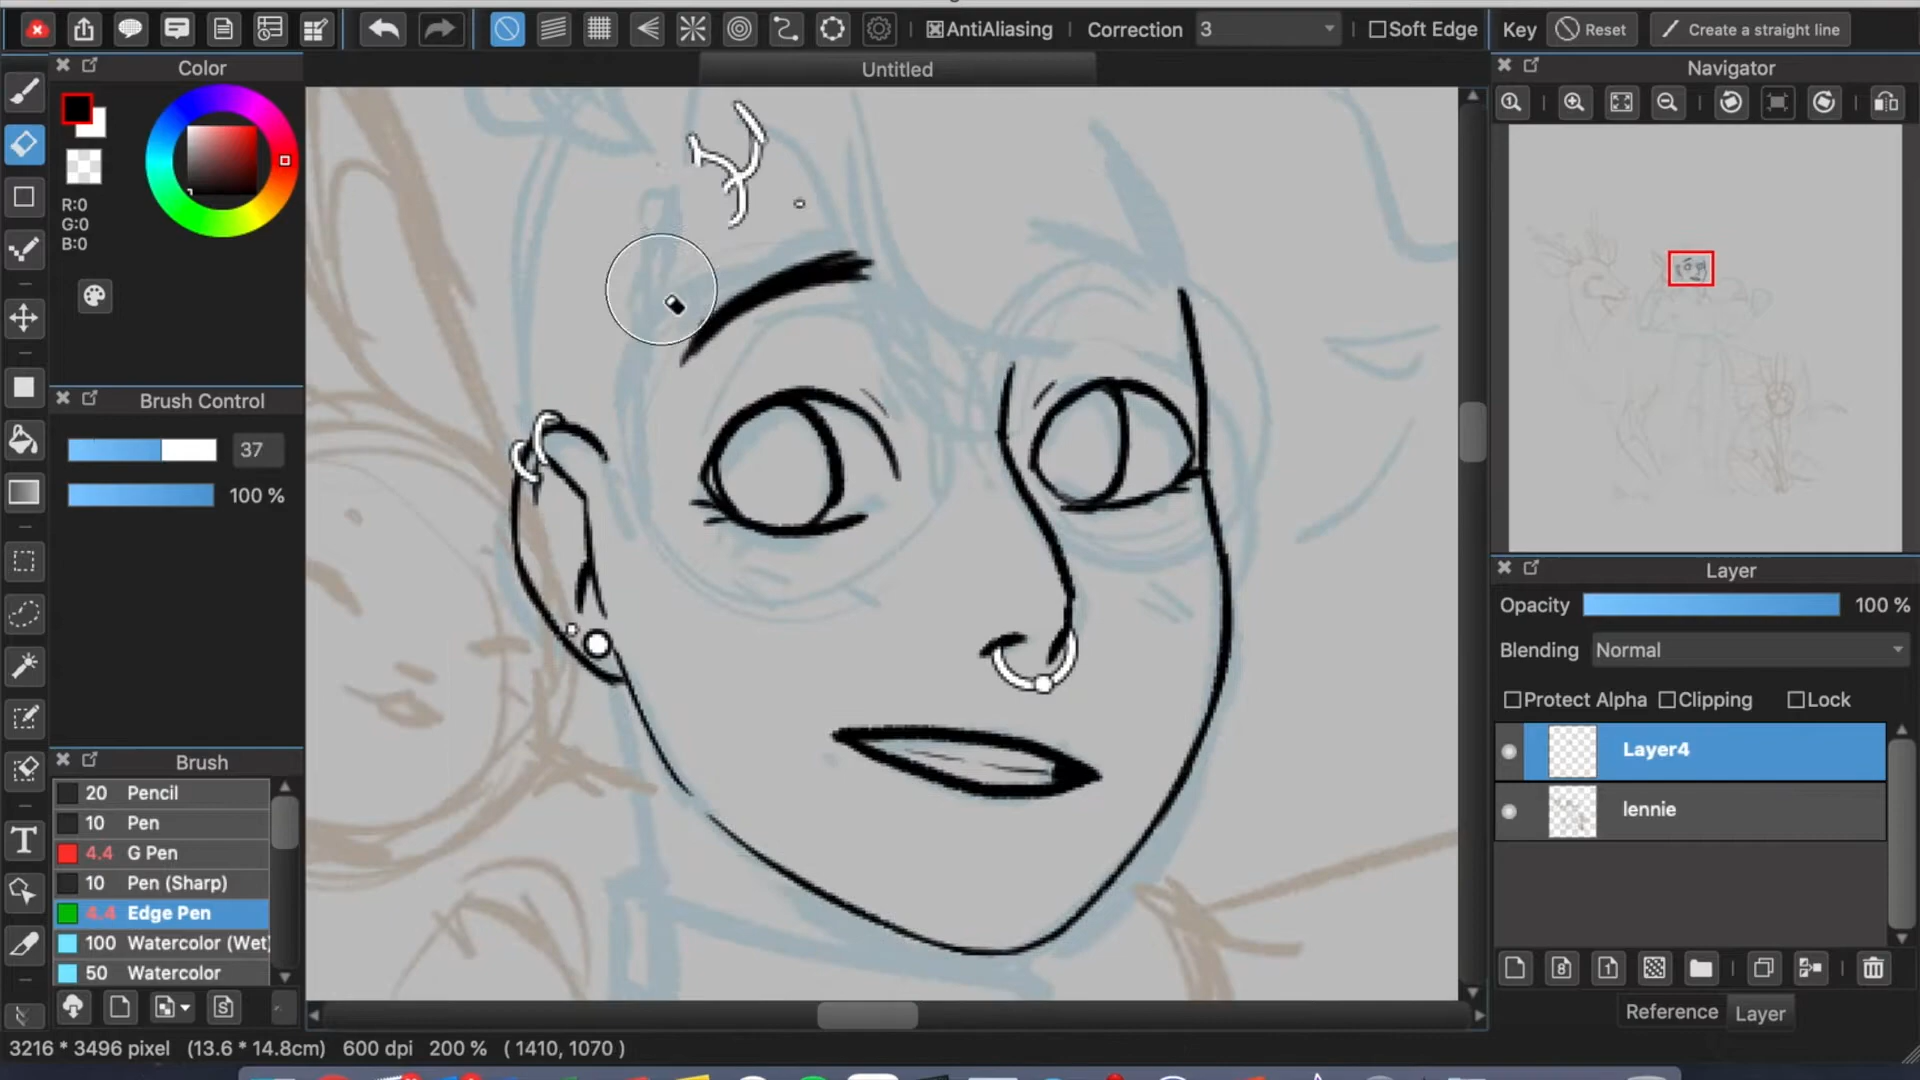 AntiAliasing
Correction
3
Soft Edge
Key
Reset
Create a straight line
Color
Untitled
Navigator
R:0
G:0
B:0
Brush Control
37
100 %
Brush
20 Pencil
10 Pen
4.4 G Pen
10 Pen (Sharp)
4.4 Edge Pen
100 Watercolor (Wet)
50 Watercolor
Layer
Opacity
100 %
Blending
Normal
Protect Alpha
Clipping
Lock
Layer4
lennie
Reference
Layer
3216 * 3496 pixel (13.6 * 14.8cm) 600 dpi 200 % ( 1410, 1070 )